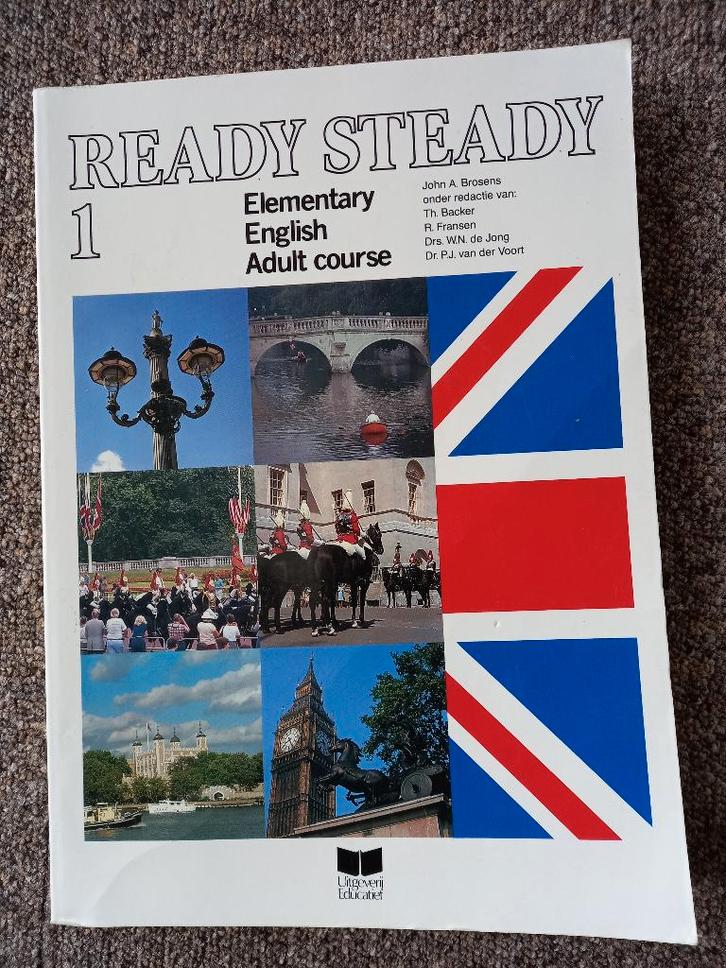 READY STEADY
1
Elementary
English
Adult course
John A. Brosens
onder redactie van:
Th. Backer
R. Fransen
Drs. W.N. de Jong
Dr. P.J. van der Voort
Uitgeverij
Educatief